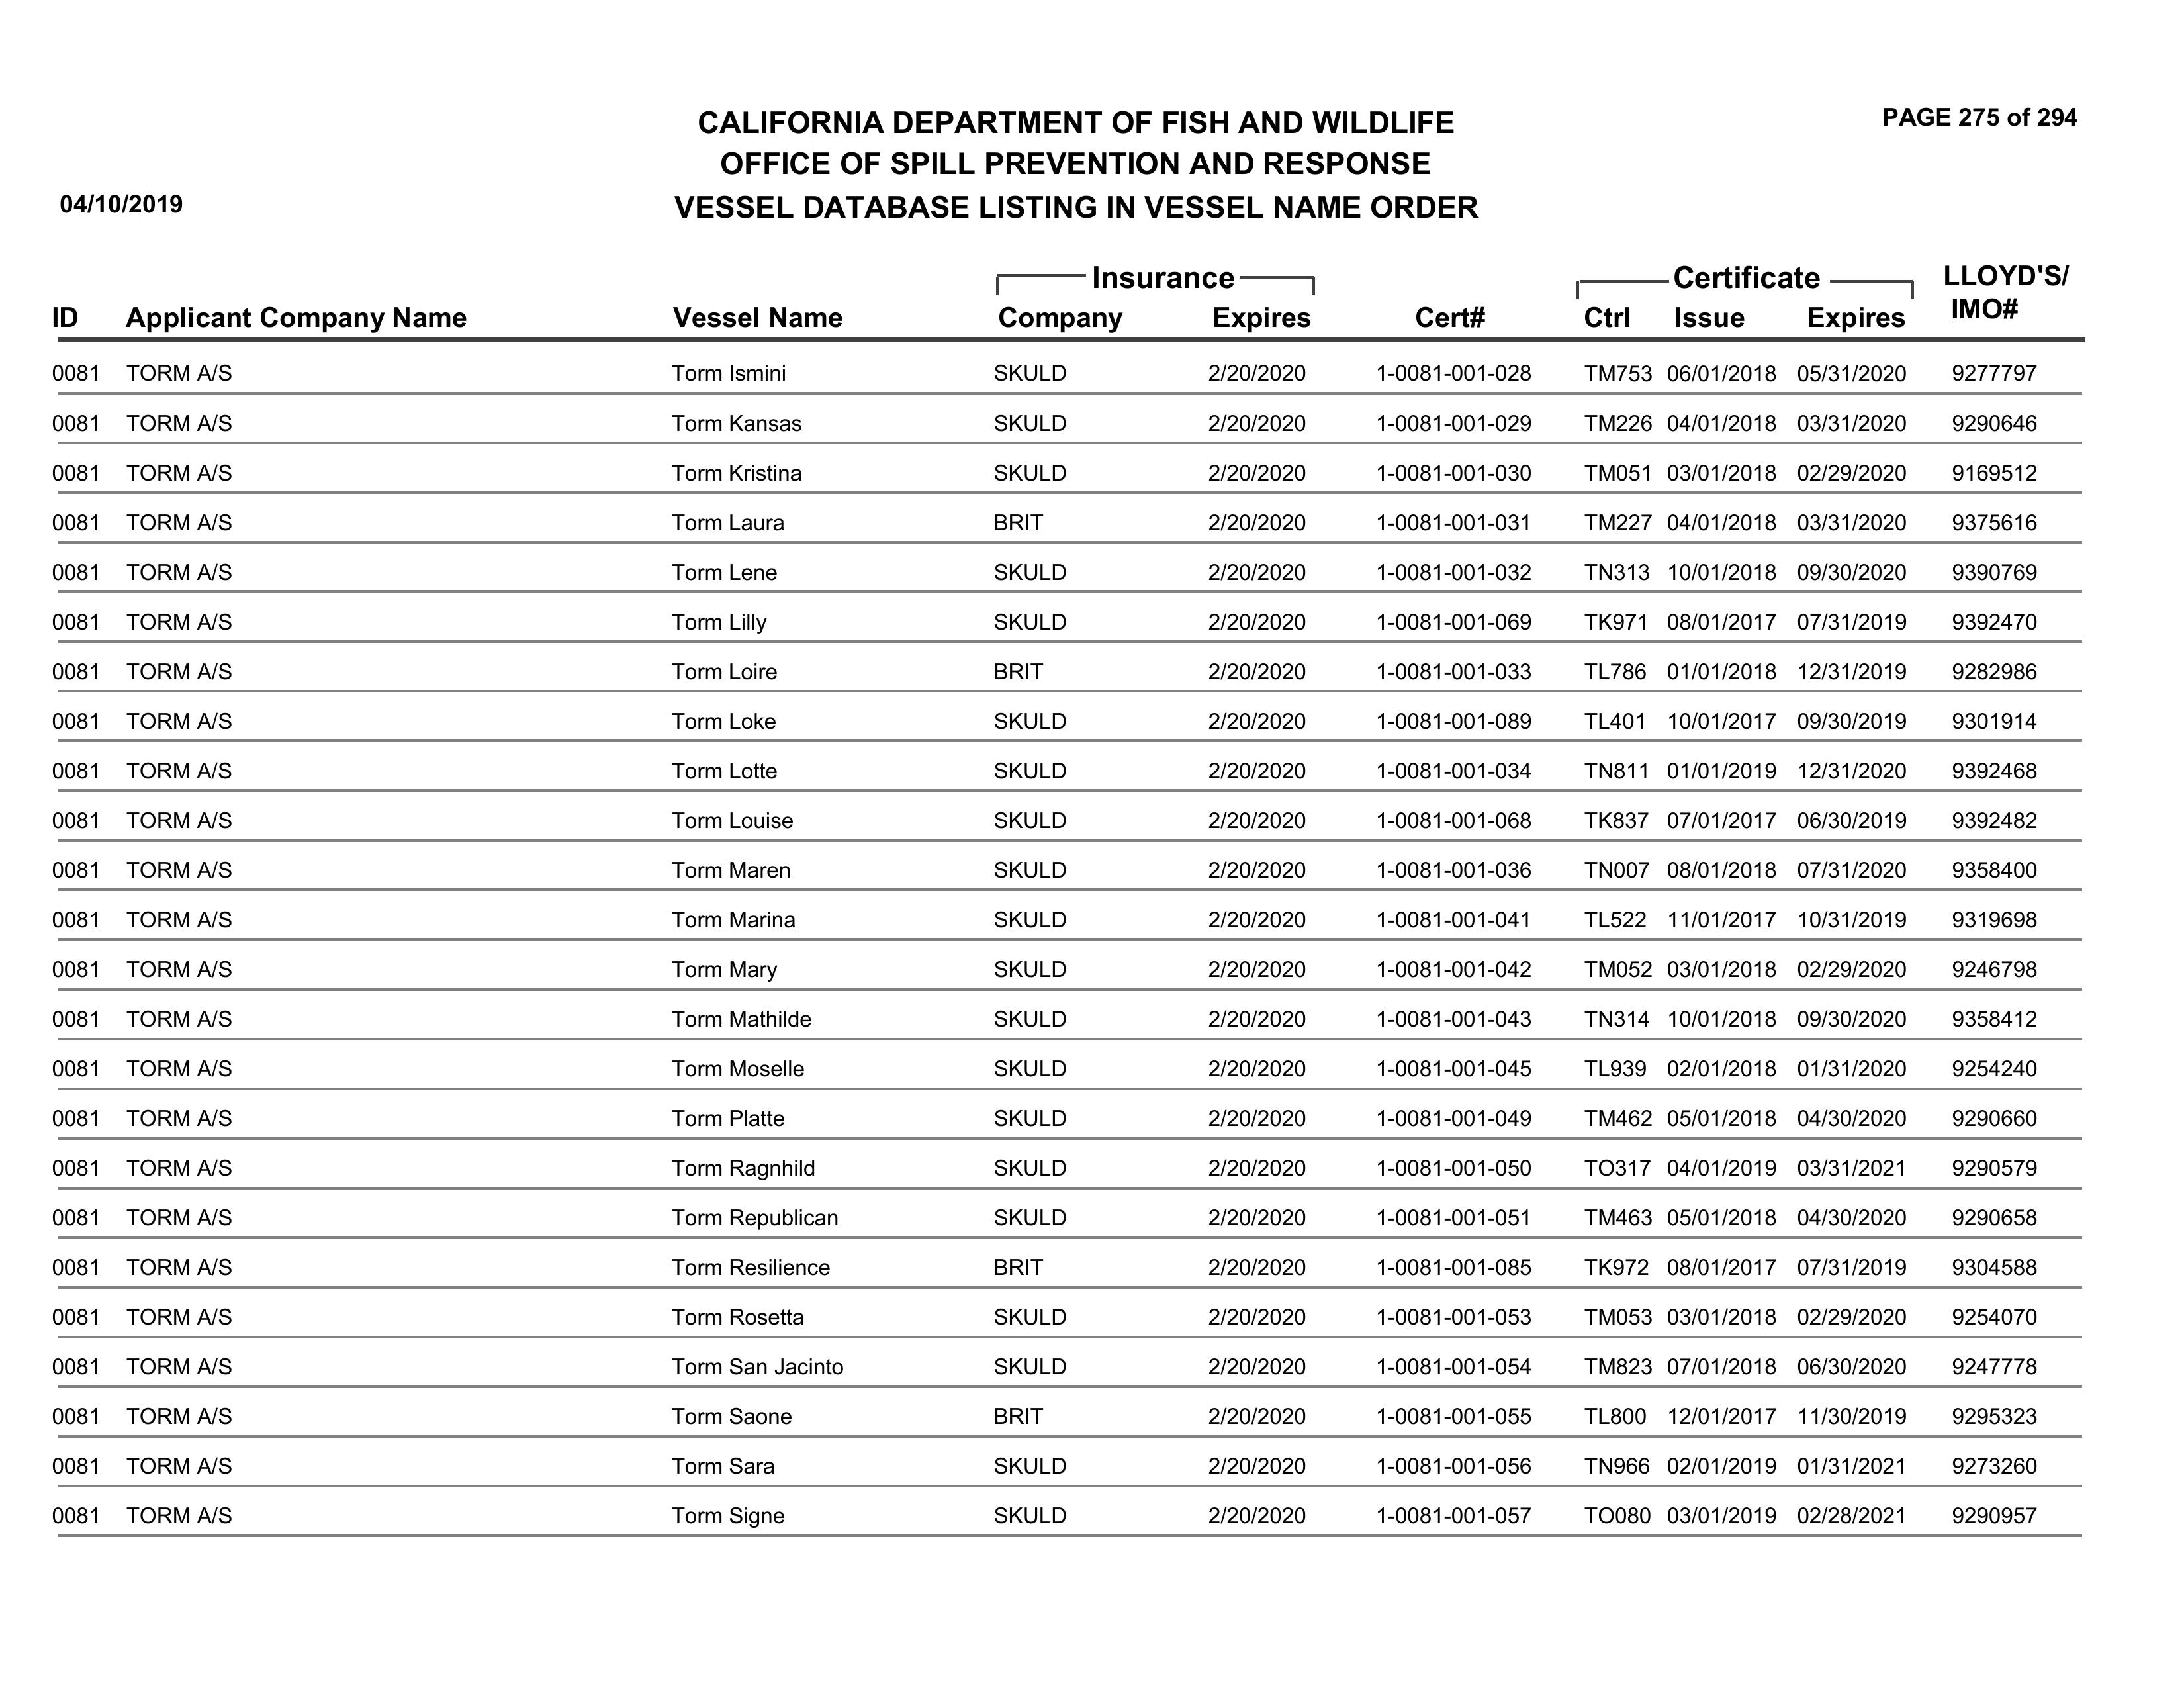 CALIFORNIA DEPARTMENT OF FISH AND WILDLIFE
PAGE 275 of 294
OFFICE OF SPILL PREVENTION AND RESPONSE
04/10/2019
VESSEL DATABASE LISTING IN VESSEL NAME ORDER
Insurance Certificate LLOYD'S/
ID Applicant Company Name Vessel Name Company Expires Cert# Ctrl Issue Expires IMO#
0081 TORM A/S Torm Ismini SKULD 2/20/2020 1-0081-001-028 TM753 06/01/2018 05/31/2020 9277797
0081 TORM A/S Torm Kansas SKULD 2/20/2020 1-0081-001-029 TM226 04/01/2018 03/31/2020 9290646
0081 TORM A/S Torm Kristina SKULD 2/20/2020 1-0081-001-030 TM051 03/01/2018 02/29/2020 9169512
0081 TORM A/S Torm Laura BRIT 2/20/2020 1-0081-001-031 TM227 04/01/2018 03/31/2020 9375616
0081 TORM A/S Torm Lene SKULD 2/20/2020 1-0081-001-032 TN313 10/01/2018 09/30/2020 9390769
0081 TORM A/S Torm Lilly SKULD 2/20/2020 1-0081-001-069 TK971 08/01/2017 07/31/2019 9392470
0081 TORM A/S Torm Loire BRIT 2/20/2020 1-0081-001-033 TL786 01/01/2018 12/31/2019 9282986
0081 TORM A/S Torm Loke SKULD 2/20/2020 1-0081-001-089 TL401 10/01/2017 09/30/2019 9301914
0081 TORM A/S Torm Lotte SKULD 2/20/2020 1-0081-001-034 TN811 01/01/2019 12/31/2020 9392468
0081 TORM A/S Torm Louise SKULD 2/20/2020 1-0081-001-068 TK837 07/01/2017 06/30/2019 9392482
0081 TORM A/S Torm Maren SKULD 2/20/2020 1-0081-001-036 TN007 08/01/2018 07/31/2020 9358400
0081 TORM A/S Torm Marina SKULD 2/20/2020 1-0081-001-041 TL522 11/01/2017 10/31/2019 9319698
0081 TORM A/S Torm Mary SKULD 2/20/2020 1-0081-001-042 TM052 03/01/2018 02/29/2020 9246798
0081 TORM A/S Torm Mathilde SKULD 2/20/2020 1-0081-001-043 TN314 10/01/2018 09/30/2020 9358412
0081 TORM A/S Torm Moselle SKULD 2/20/2020 1-0081-001-045 TL939 02/01/2018 01/31/2020 9254240
0081 TORM A/S Torm Platte SKULD 2/20/2020 1-0081-001-049 TM462 05/01/2018 04/30/2020 9290660
0081 TORM A/S Torm Ragnhild SKULD 2/20/2020 1-0081-001-050 TO317 04/01/2019 03/31/2021 9290579
0081 TORM A/S Torm Republican SKULD 2/20/2020 1-0081-001-051 TM463 05/01/2018 04/30/2020 9290658
0081 TORM A/S Torm Resilience BRIT 2/20/2020 1-0081-001-085 TK972 08/01/2017 07/31/2019 9304588
0081 TORM A/S Torm Rosetta SKULD 2/20/2020 1-0081-001-053 TM053 03/01/2018 02/29/2020 9254070
0081 TORM A/S Torm San Jacinto SKULD 2/20/2020 1-0081-001-054 TM823 07/01/2018 06/30/2020 9247778
0081 TORM A/S Torm Saone BRIT 2/20/2020 1-0081-001-055 TL800 12/01/2017 11/30/2019 9295323
0081 TORM A/S Torm Sara SKULD 2/20/2020 1-0081-001-056 TN966 02/01/2019 01/31/2021 9273260
0081 TORM A/S Torm Signe SKULD 2/20/2020 1-0081-001-057 TO080 03/01/2019 02/28/2021 9290957